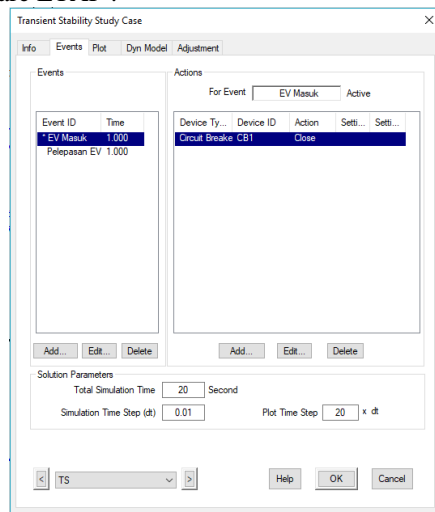 Transient Stability Study Case
Info Events Plot Dyn Model Adjustment
Events
Event ID Time
* EV Masuk 1.000
Pelepasan EV 1.000
Add... Edit... Delete
Actions
For Event EV Masuk Active
Device Ty... Device ID Action Setti... Setti...
Circuit Breake CB1 Close
Add... Edit... Delete
Solution Parameters
Total Simulation Time 20 Second
Simulation Time Step (dt) 0.01 Plot Time Step 20 x dt
< TS > Help OK Cancel